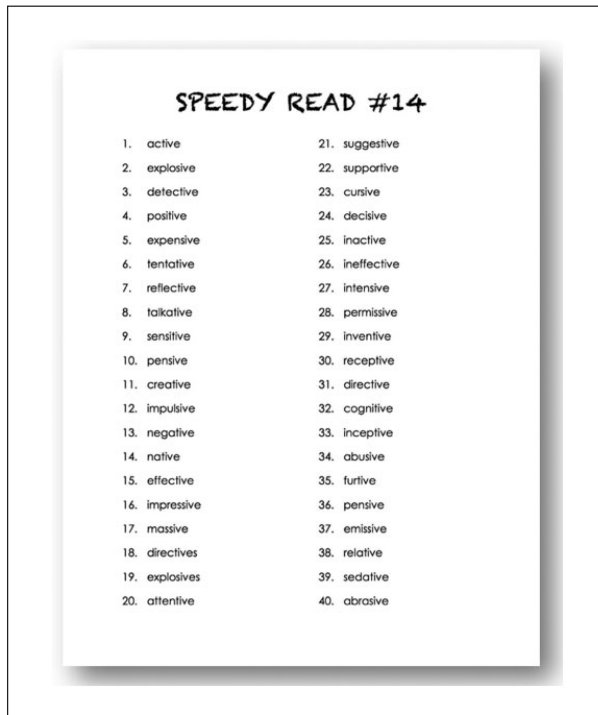 SPEEDY READ #14
1. active
2. explosive
3. detective
4. positive
5. expensive
6. tentative
7. reflective
8. talkative
9. sensitive
10. pensive
11. creative
12. impulsive
13. negative
14. native
15. effective
16. impressive
17. massive
18. directives
19. explosives
20. attentive
21. suggestive
22. supportive
23. cursive
24. decisive
25. inactive
26. ineffective
27. intensive
28. permissive
29. inventive
30. receptive
31. directive
32. cognitive
33. inceptive
34. abusive
35. furtive
36. pensive
37. emissive
38. relative
39. sedative
40. abrasive